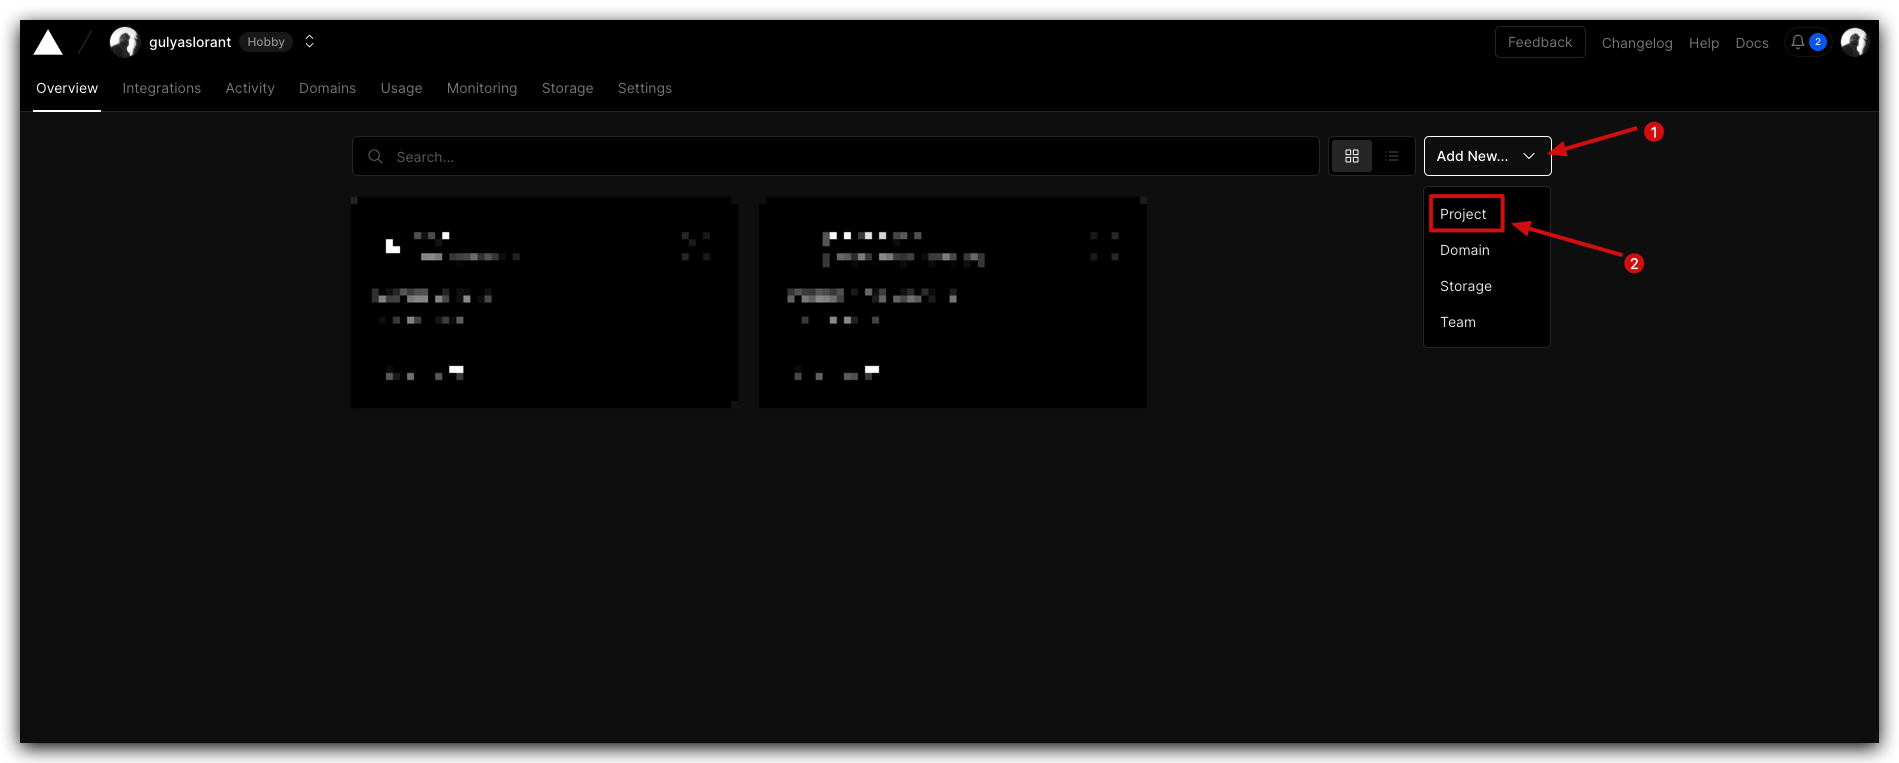 gulyaslorant Hobby
Feedback Changelog Help Docs 2
Overview Integrations Activity Domains Usage Monitoring Storage Settings
1
Search... Add New...
Project
Domain
2
Storage
Team